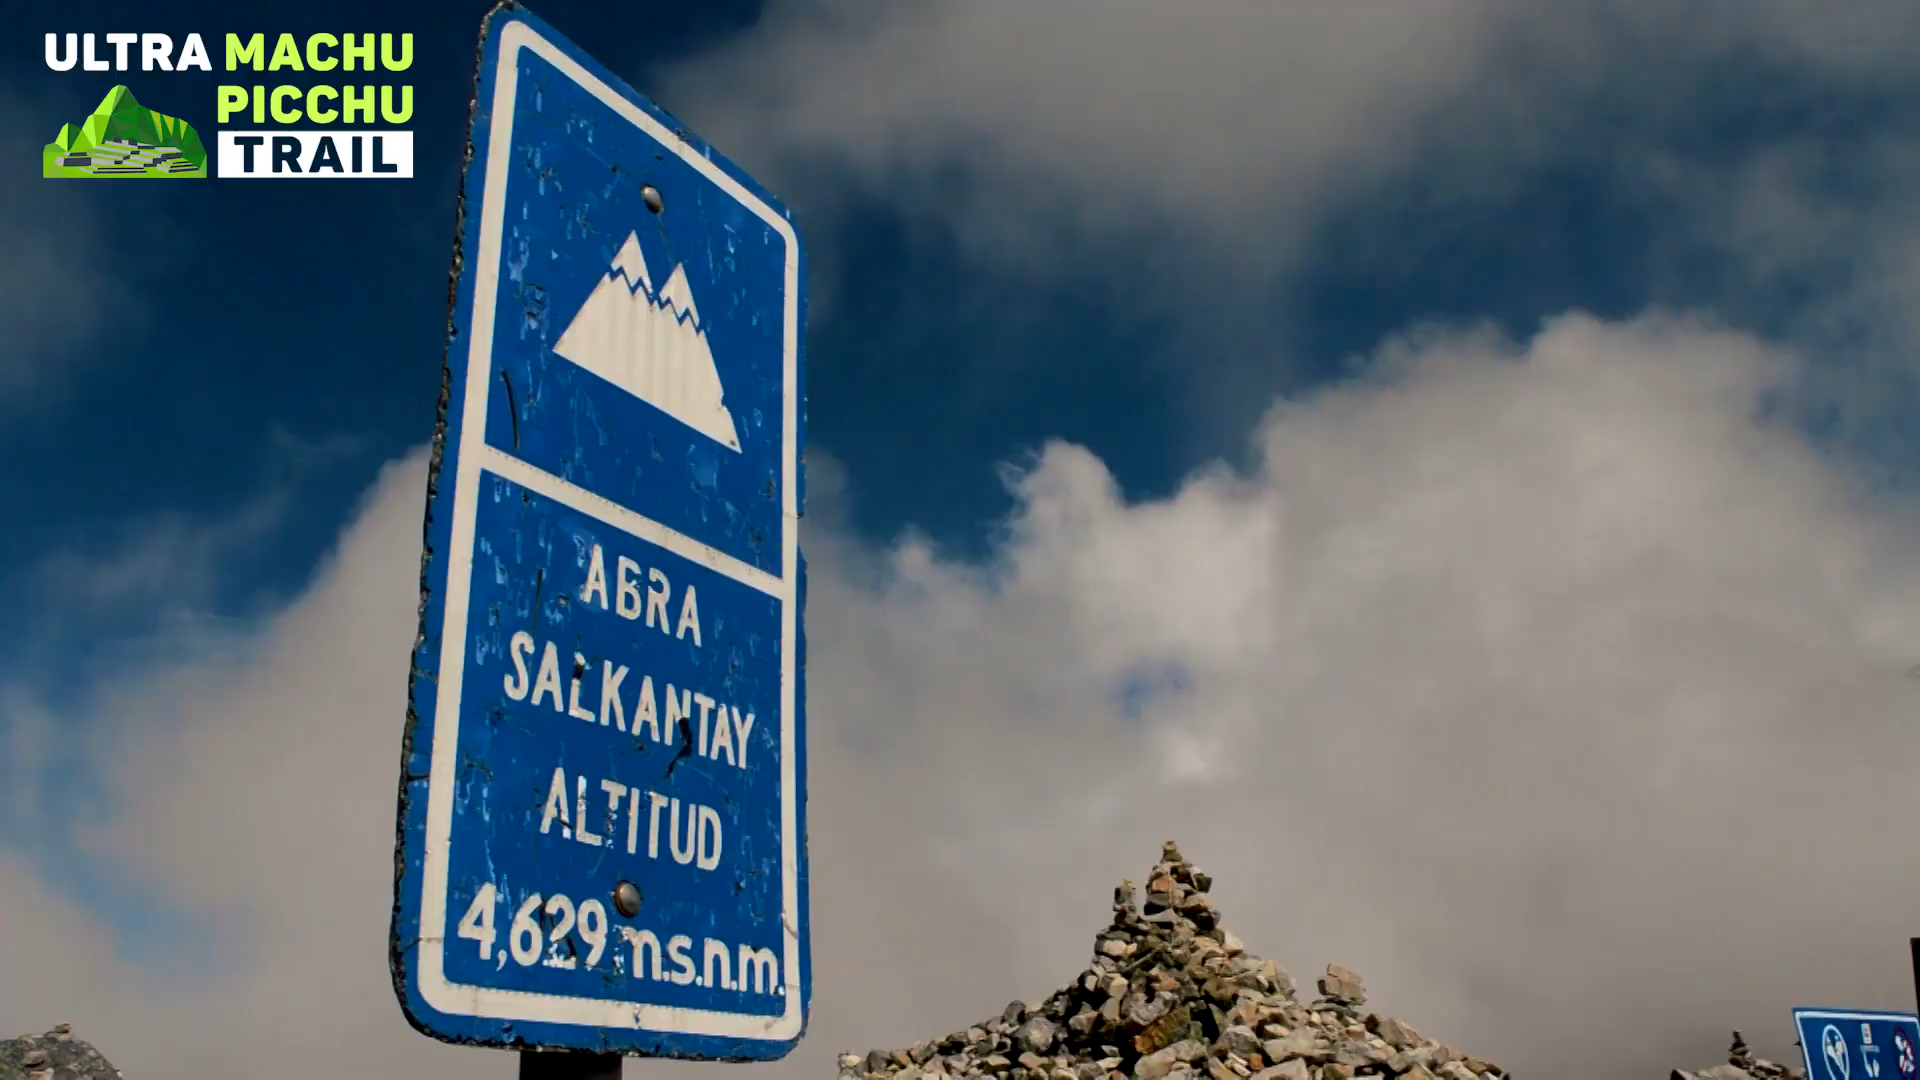 ULTRA MACHU
PICCHU
TRAIL
ABRA
SALKANTAY
ALTITUD
4,629 m.s.n.m.